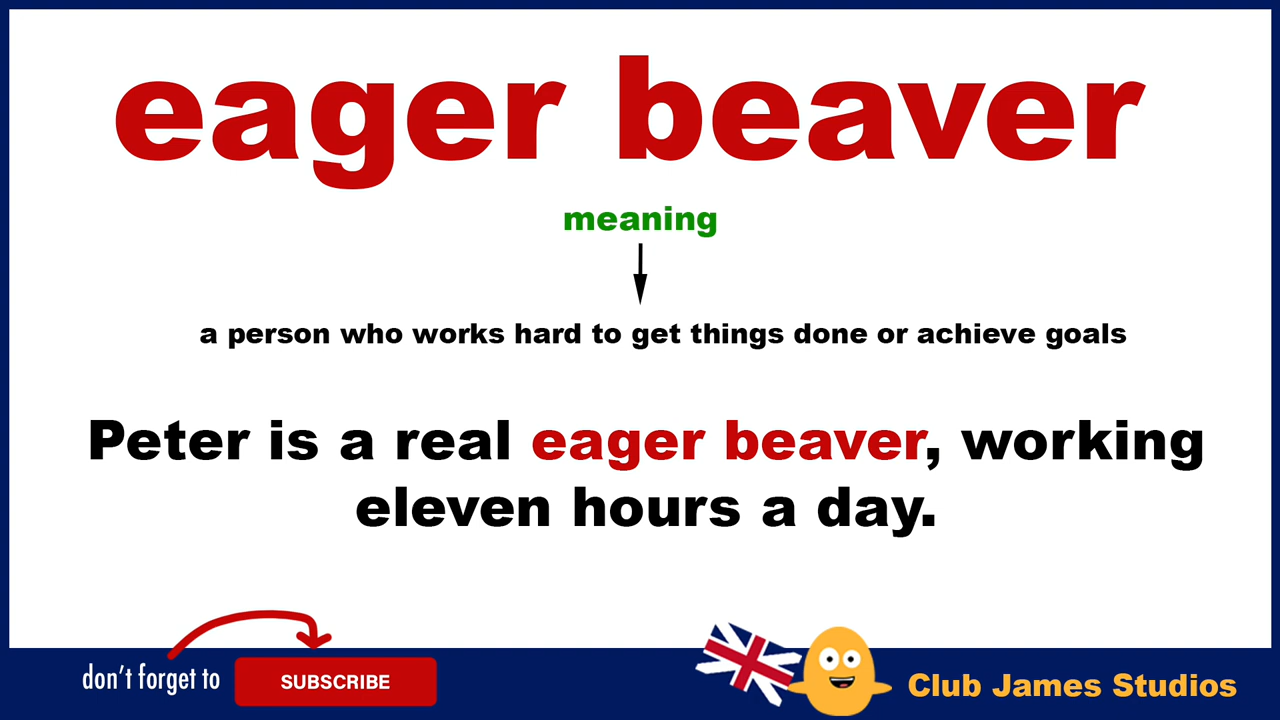 eager beaver
meaning
a person who works hard to get things done or achieve goals
Peter is a real eager beaver, working
eleven hours a day.
don't forget to
SUBSCRIBE
Club James Studios